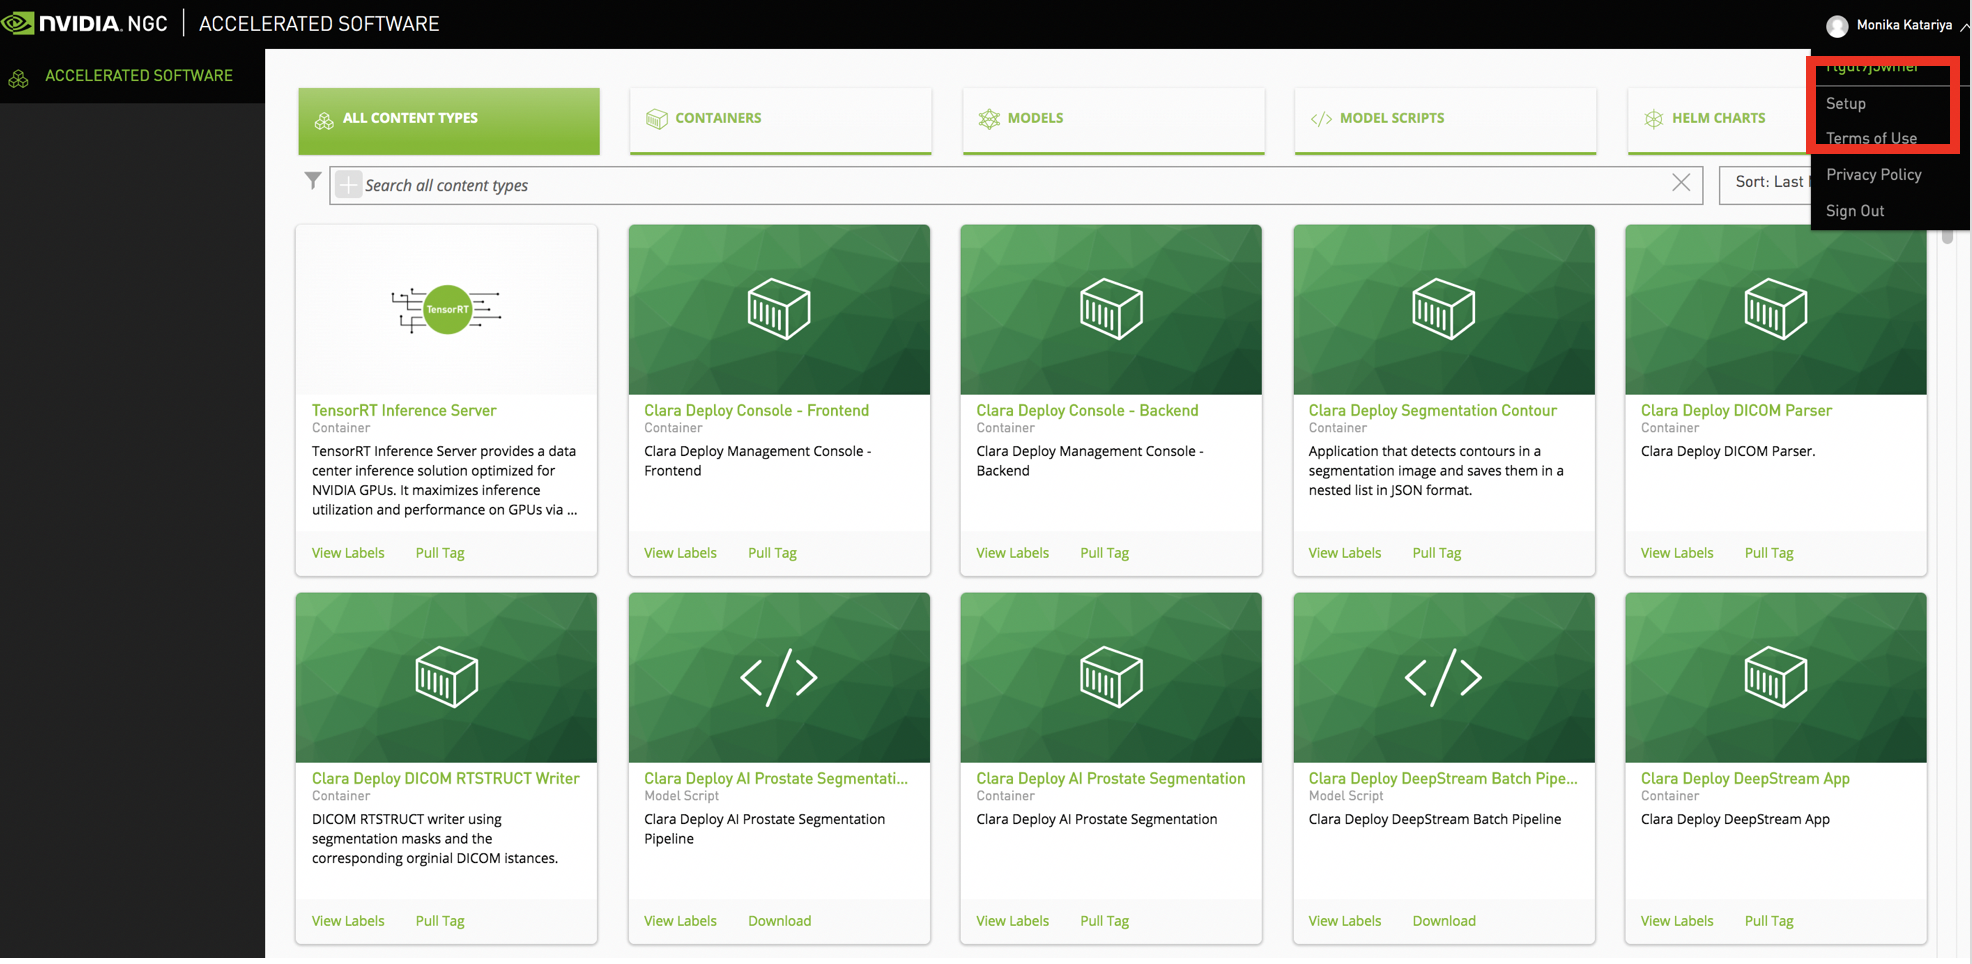 NVIDIA. NGC | ACCELERATED SOFTWARE
Monika Katariya
ACCELERATED SOFTWARE
Setup
Terms of Use
Privacy Policy
Sign Out
ALL CONTENT TYPES
CONTAINERS
MODELS
MODEL SCRIPTS
HELM CHARTS
Search all content types
Sort: Last
TensorRT
TensorRT Inference Server
Container
TensorRT Inference Server provides a data
center inference solution optimized for
NVIDIA GPUs. It maximizes inference
utilization and performance on GPUs via ...
View Labels
Pull Tag
Clara Deploy Console - Frontend
Container
Clara Deploy Management Console -
Frontend
View Labels
Pull Tag
Clara Deploy Console - Backend
Container
Clara Deploy Management Console -
Backend
View Labels
Pull Tag
Clara Deploy Segmentation Contour
Container
Application that detects contours in a
segmentation image and saves them in a
nested list in JSON format.
View Labels
Pull Tag
Clara Deploy DICOM Parser
Container
Clara Deploy DICOM Parser.
View Labels
Pull Tag
Clara Deploy DICOM RTSTRUCT Writer
Container
DICOM RTSTRUCT writer using
segmentation masks and the
corresponding orginial DICOM istances.
View Labels
Pull Tag
Clara Deploy AI Prostate Segmentati...
Model Script
Clara Deploy AI Prostate Segmentation
Pipeline
View Labels
Download
Clara Deploy AI Prostate Segmentation
Container
Clara Deploy AI Prostate Segmentation
View Labels
Pull Tag
Clara Deploy DeepStream Batch Pipe...
Model Script
Clara Deploy DeepStream Batch Pipeline
View Labels
Download
Clara Deploy DeepStream App
Container
Clara Deploy DeepStream App
View Labels
Pull Tag